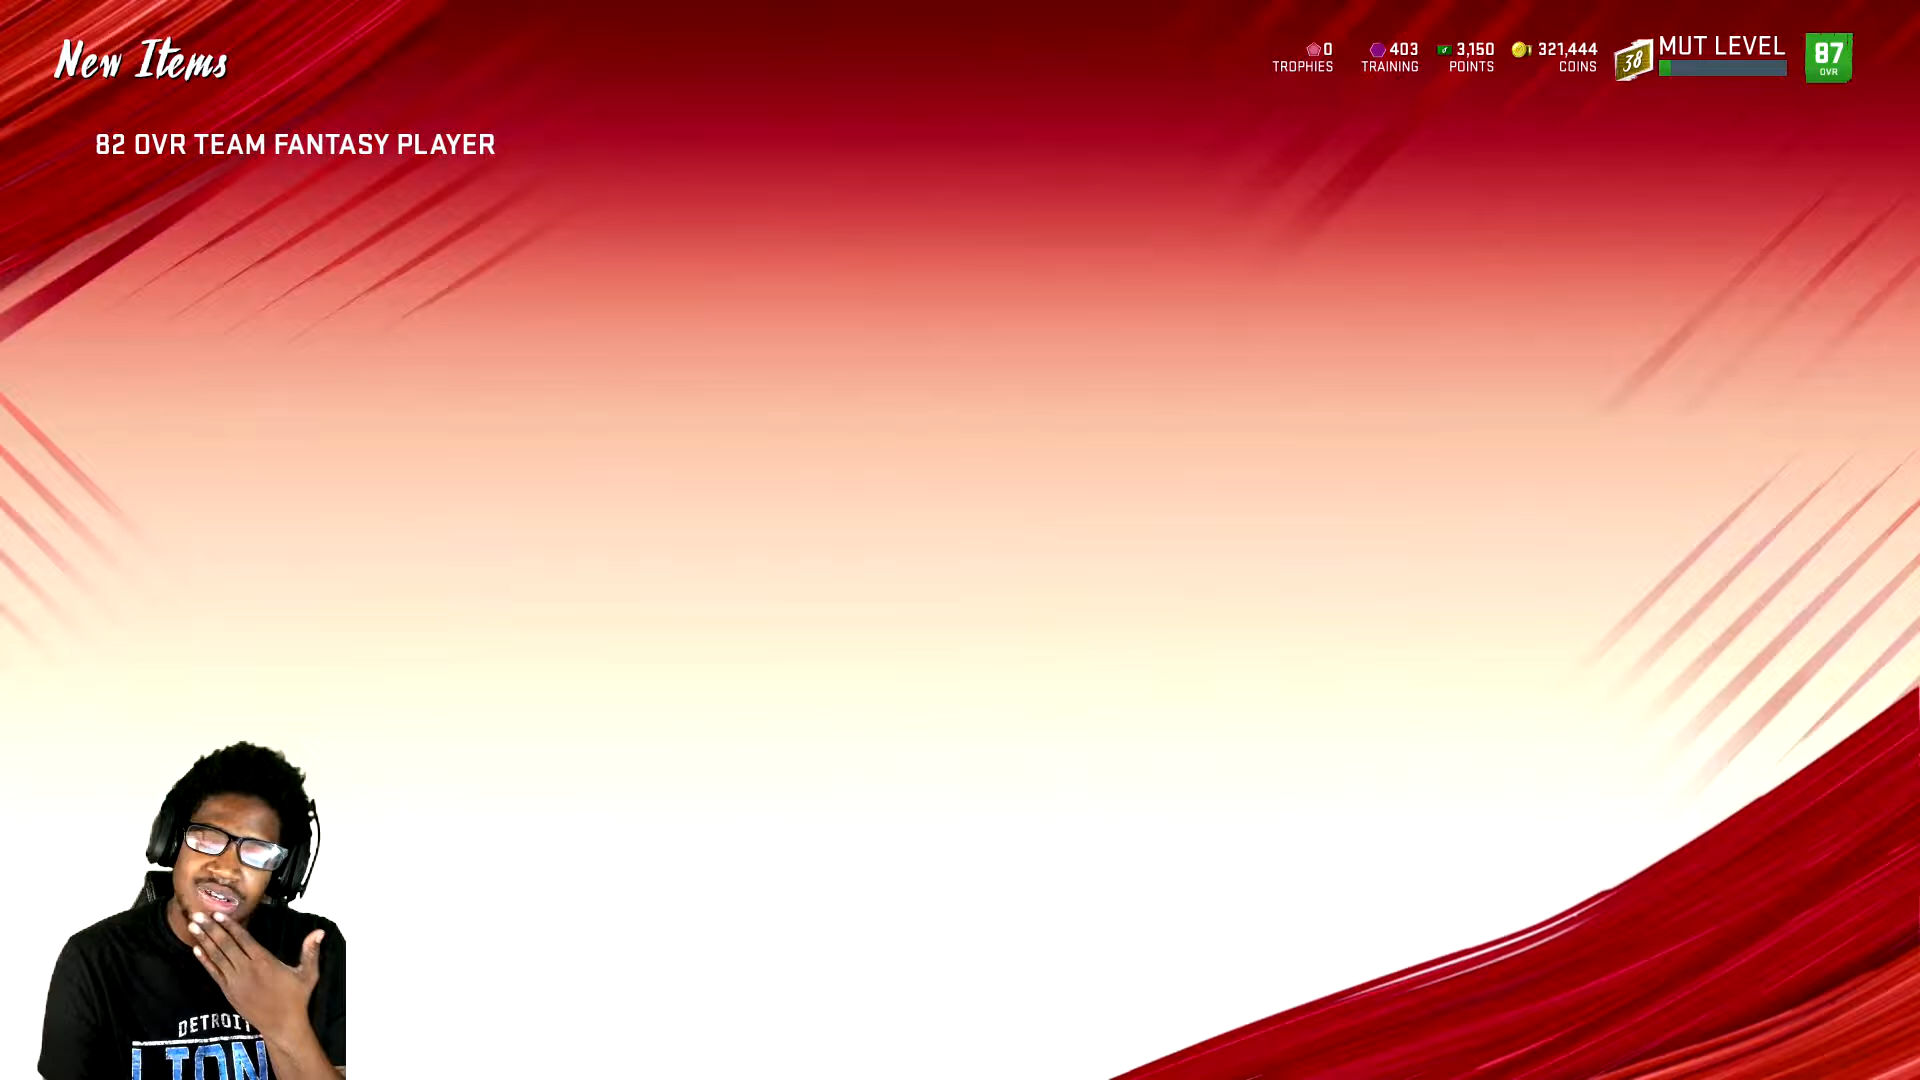 New Items
0
TROPHIES
403
TRAINING
3,150
POINTS
321,444
COINS
38
MUT LEVEL
87
OVR
82 OVR TEAM FANTASY PLAYER
DETROIT
LION